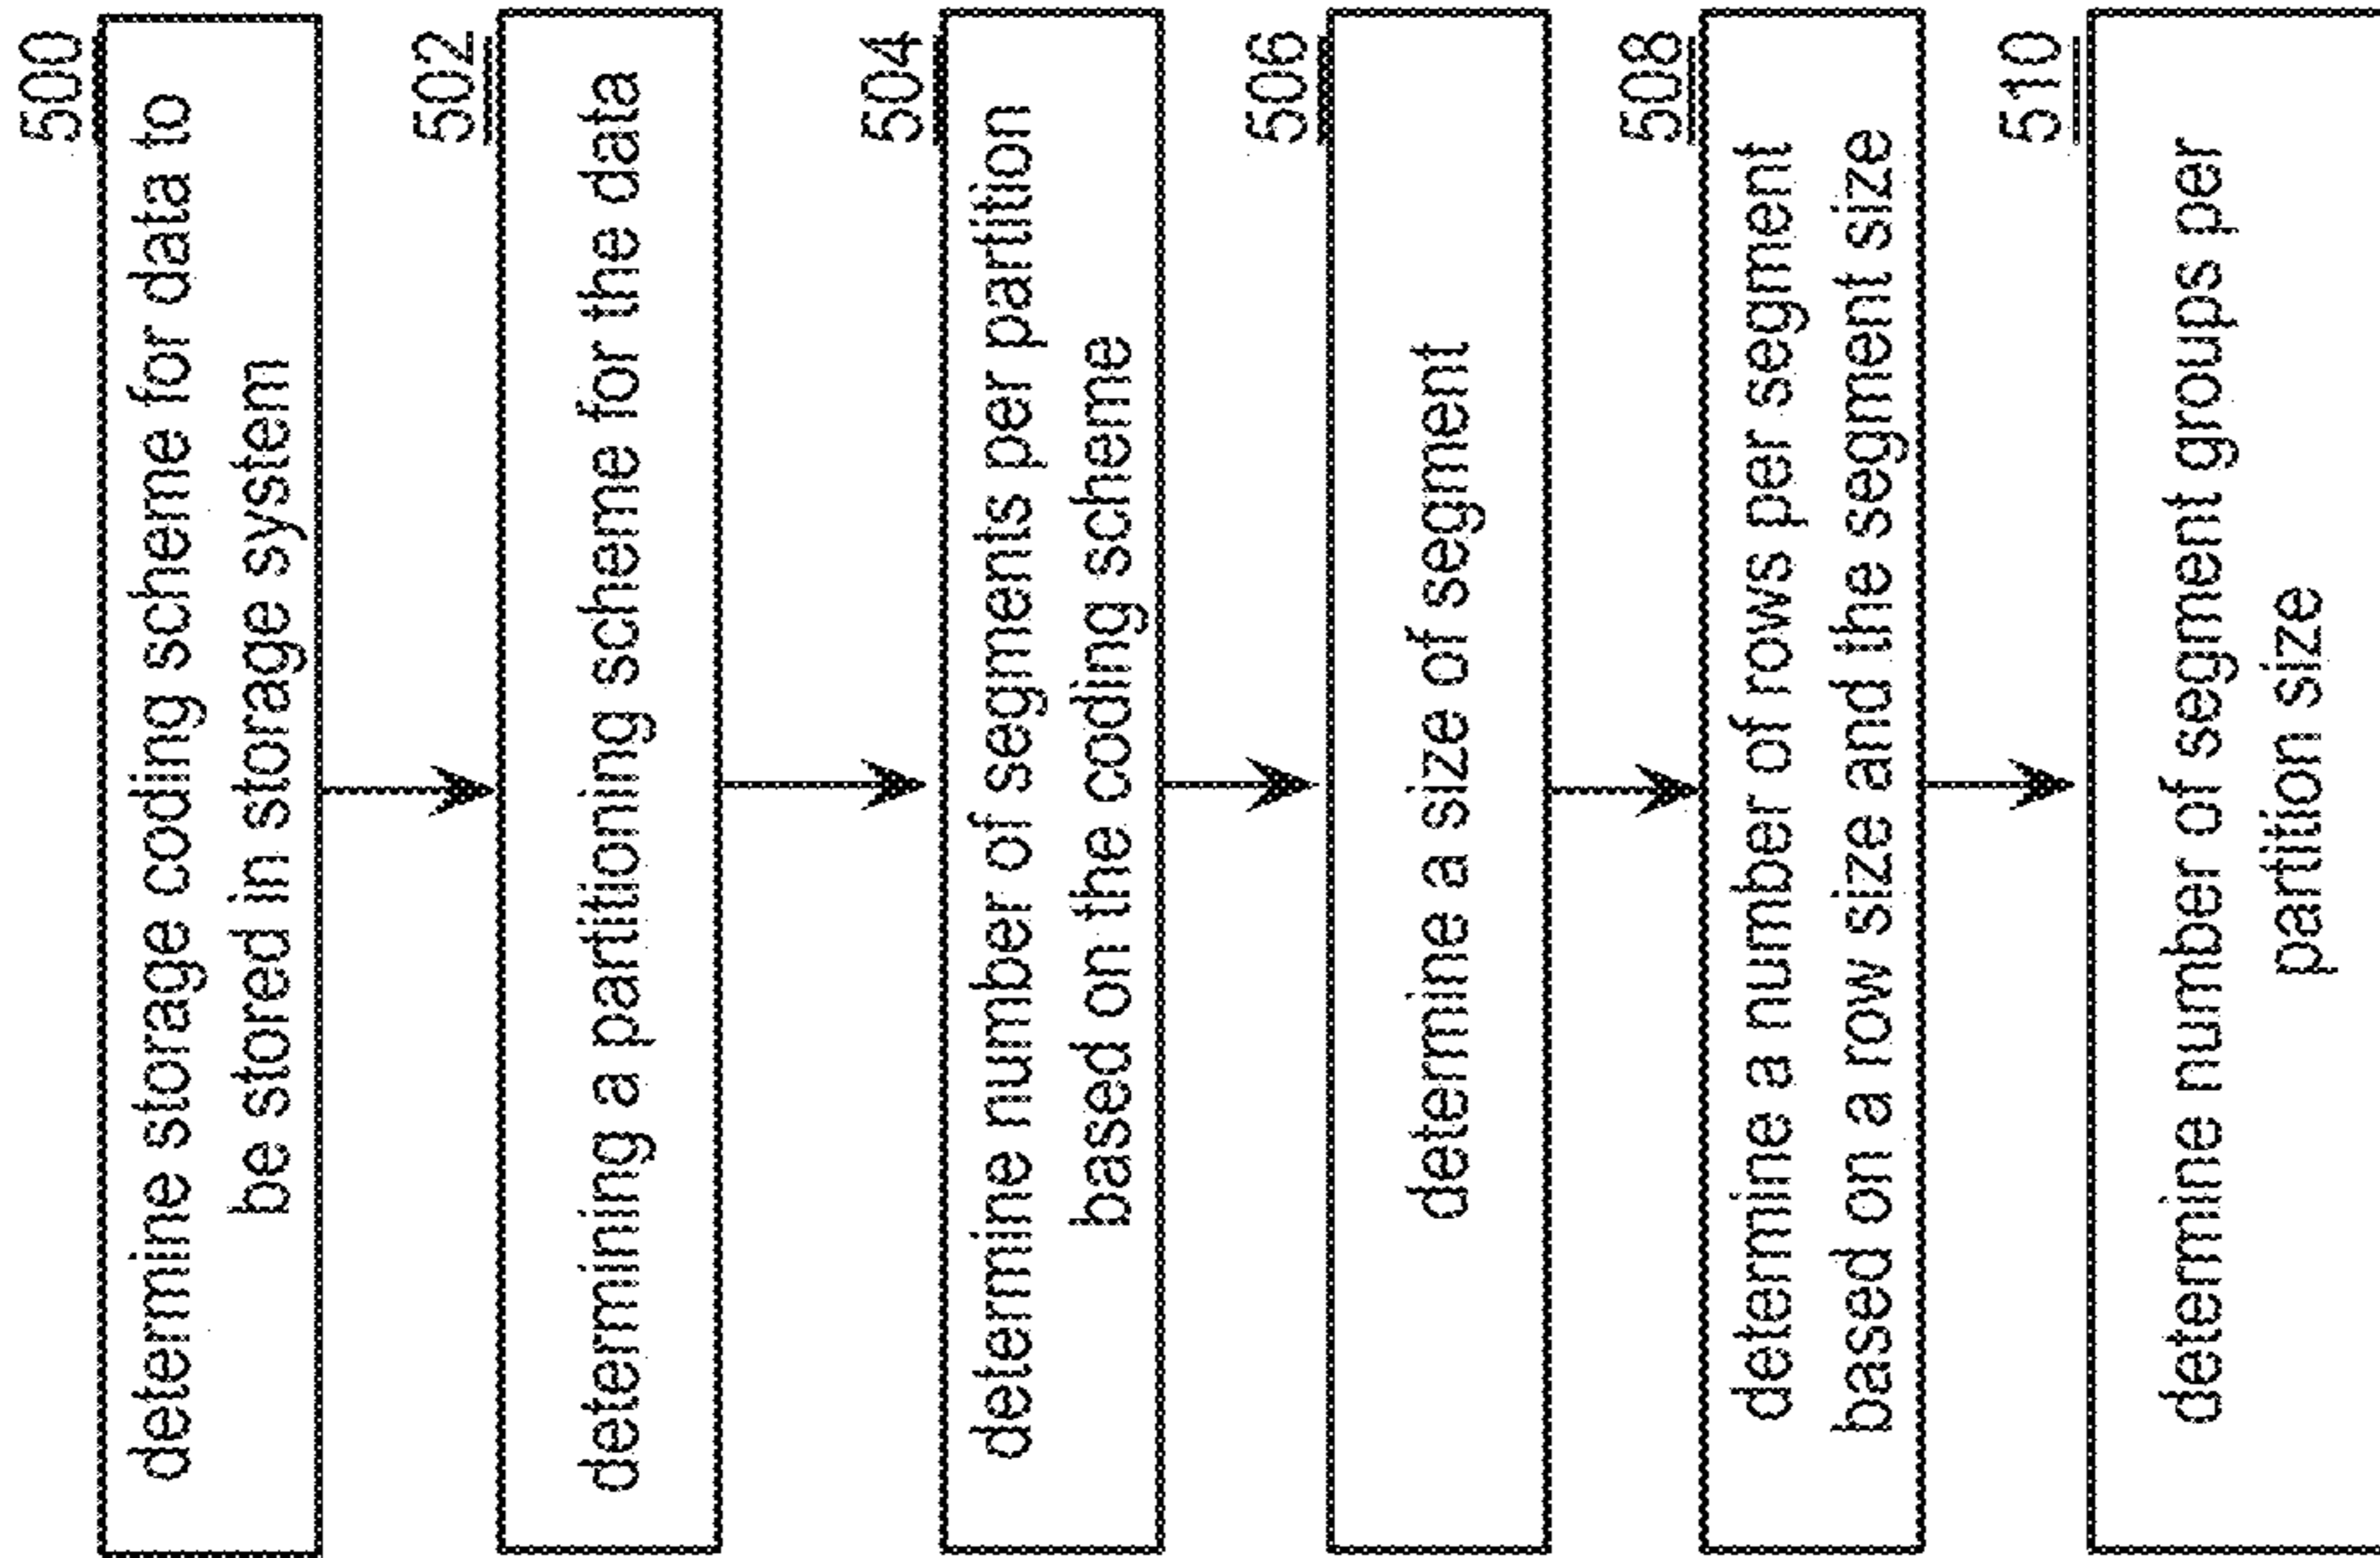 500
determine storage coding scheme for data to
be stored in storage system
502
determining a partitioning scheme for the data
504
determine number of segments per partition
based on the coding scheme
506
determine a size of segment
508
determine a number of rows per segment
based on a row size and the segment size
510
determine number of segment groups per
partition size